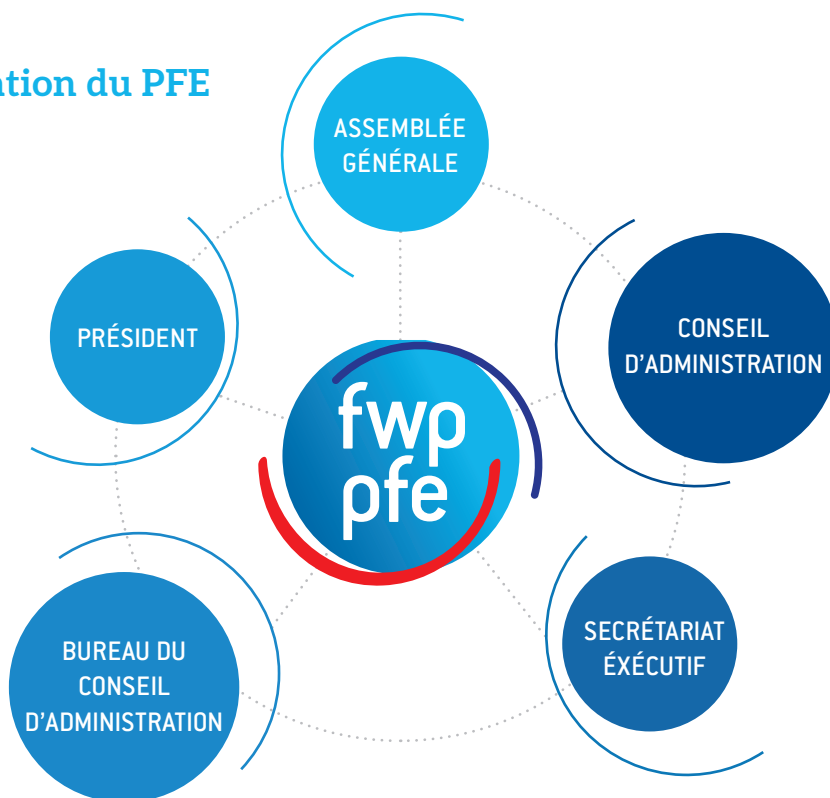 ation du PFE
ASSEMBLÉE
GÉNÉRALE
PRÉSIDENT
CONSEIL
D'ADMINISTRATION
fwp
pfe
BUREAU DU
CONSEIL
D'ADMINISTRATION
SECRÉTARIAT
ÉXÉCUTIF